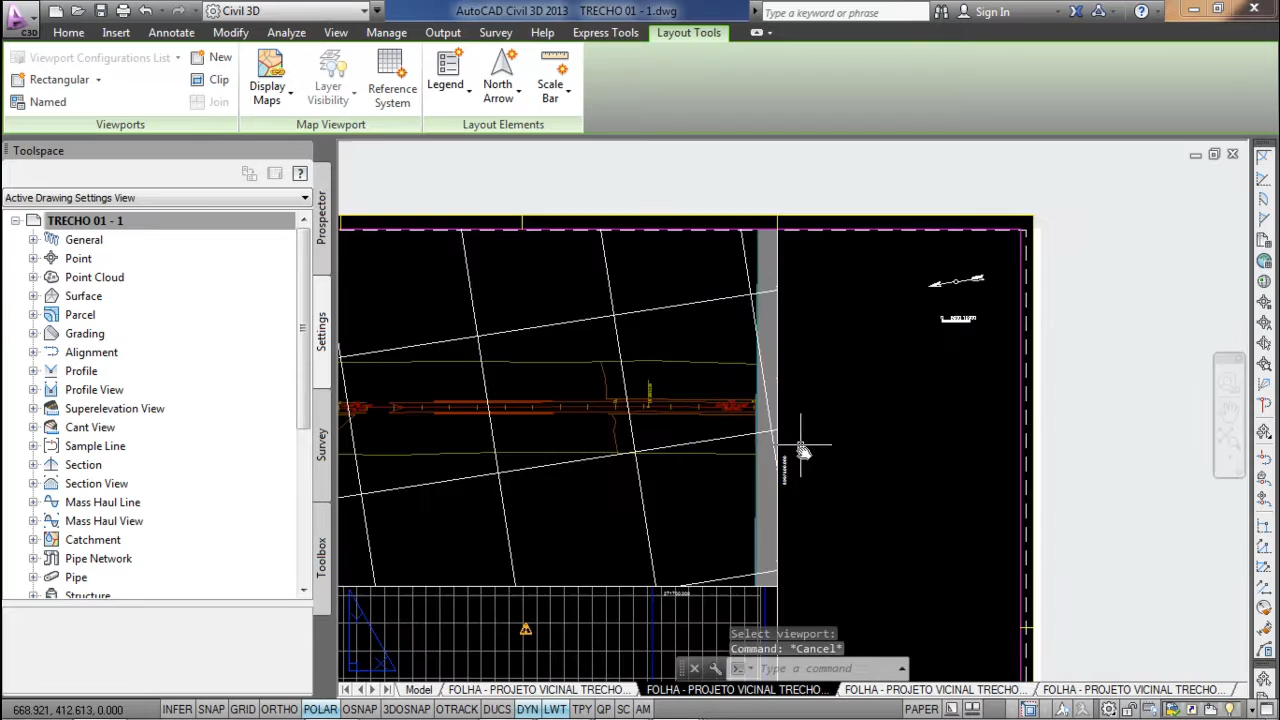 C3D
Civil 3D
AutoCAD Civil 3D 2013
TRECHO 01 - 1.dwg
Type a keyword or phrase
Sign In
Home
Insert
Annotate
Modify
Analyze
View
Manage
Output
Survey
Help
Express Tools
Layout Tools
Viewport Configurations List
New
Rectangular
Clip
Named
Join
Viewports
Display Maps
Layer Visibility
Reference System
Map Viewport
Legend
North Arrow
Scale Bar
Layout Elements
Toolspace
Active Drawing Settings View
TRECHO 01 - 1
General
Point
Point Cloud
Surface
Parcel
Grading
Alignment
Profile
Profile View
Superelevation View
Cant View
Sample Line
Section
Section View
Mass Haul Line
Mass Haul View
Catchment
Pipe Network
Pipe
Structure
Prospector
Settings
Survey
Toolbox
Select viewport:
Command: *Cancel*
Type a command
Model
FOLHA - PROJETO VICINAL TRECHO...
FOLHA - PROJETO VICINAL TRECHO...
FOLHA - PROJETO VICINAL TRECHO...
FOLHA - PROJETO VICINAL TRECHO...
668.921, 412.613, 0.000
INFER
SNAP
GRID
ORTHO
POLAR
OSNAP
3DOSNAP
OTRACK
DUCS
DYN
LWT
TPY
QP
SC
AM
PAPER